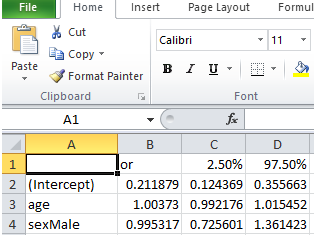 File Home Insert Page Layout Formul
Cut
Copy
Paste
Format Painter
Clipboard
Calibri 11
B I U A
Font
A1 fx
A B C D
1 or 2.50% 97.50%
2 (Intercept) 0.211879 0.124369 0.355663
3 age 1.00373 0.992176 1.015452
4 sexMale 0.995317 0.725601 1.361423